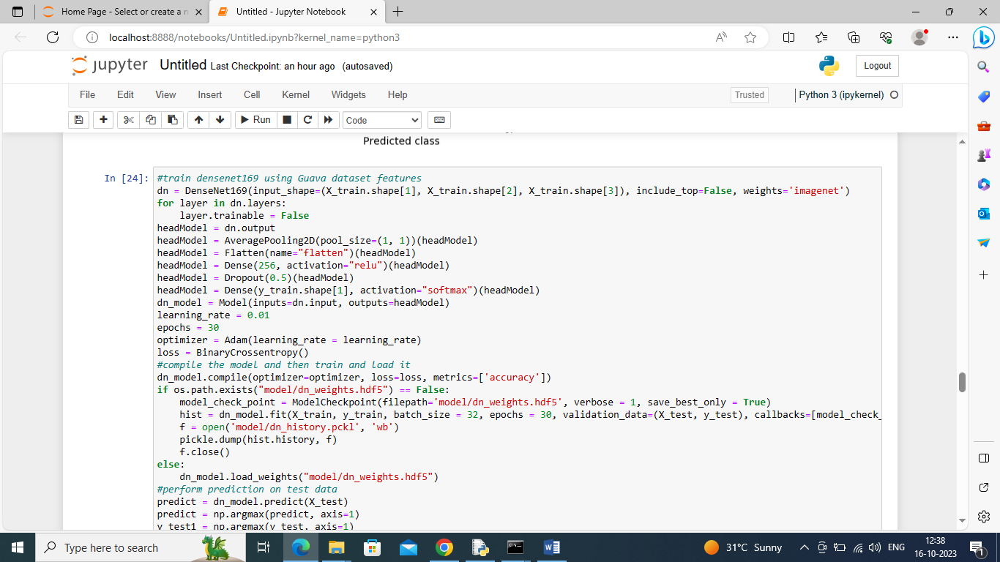 Home Page - Select or create a n
Untitled - Jupyter Notebook
localhost:8888/notebooks/Untitled.ipynb?kernel_name=python3
jupyter Untitled Last Checkpoint: an hour ago (autosaved)
Logout
File Edit View Insert Cell Kernel Widgets Help
Trusted
Python 3 (ipykernel)
Run
Code
Predicted class
In [24]:
#train densenet169 using Guava dataset features
dn = DenseNet169(input_shape=(X_train.shape[1], X_train.shape[2], X_train.shape[3]), include_top=False, weights='imagenet')
for layer in dn.layers:
    layer.trainable = False
headModel = dn.output
headModel = AveragePooling2D(pool_size=(1, 1))(headModel)
headModel = Flatten(name="flatten")(headModel)
headModel = Dense(256, activation="relu")(headModel)
headModel = Dropout(0.5)(headModel)
headModel = Dense(y_train.shape[1], activation="softmax")(headModel)
dn_model = Model(inputs=dn.input, outputs=headModel)
learning_rate = 0.01
epochs = 30
optimizer = Adam(learning_rate = learning_rate)
loss = BinaryCrossentropy()
#compile the model and then train and load it
dn_model.compile(optimizer=optimizer, loss=loss, metrics=['accuracy'])
if os.path.exists("model/dn_weights.hdf5") == False:
    model_check_point = ModelCheckpoint(filepath='model/dn_weights.hdf5', verbose = 1, save_best_only = True)
    hist = dn_model.fit(X_train, y_train, batch_size = 32, epochs = 30, validation_data=(X_test, y_test), callbacks=[model_check_
    f = open('model/dn_history.pckl', 'wb')
    pickle.dump(hist.history, f)
    f.close()
else:
    dn_model.load_weights("model/dn_weights.hdf5")
#perform prediction on test data
predict = dn_model.predict(X_test)
predict = np.argmax(predict, axis=1)
y_test1 = np.argmax(y_test, axis=1)
Type here to search
31°C Sunny
ENG
12:38
16-10-2023
1